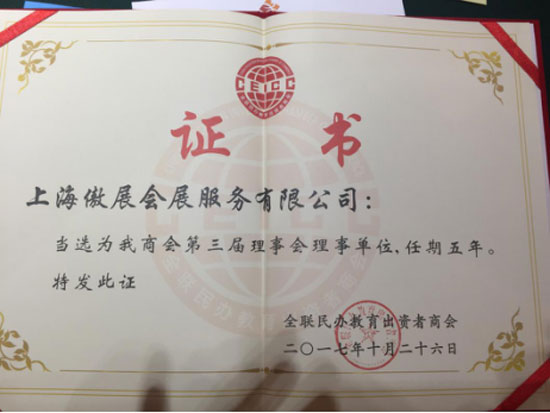 CEICC
证书
上海傲展会展服务有限公司：
当选为我商会第三届理事会理事单位,任期五年。
特发此证
全联民办教育出资者商会
二〇一七年十月二十六日